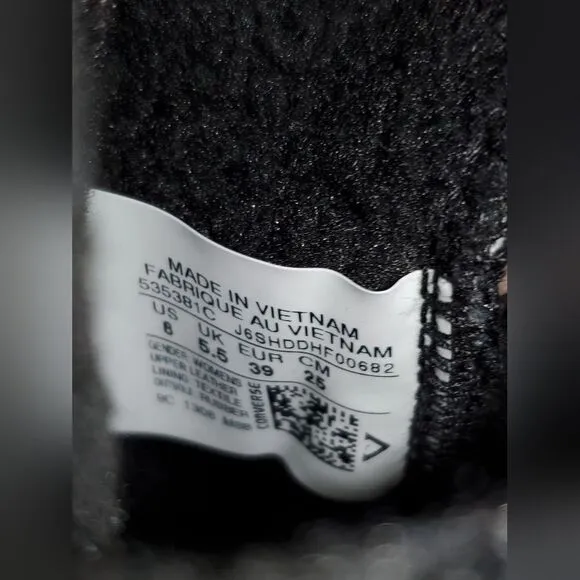 MADE IN VIETNAM
FABRIQUE AU VIETNAM
535381C J6SHDDHF00682
US UK EUR CM
8 5.5 39 25
GENDER WOMENS
UPPER LEATHER
LINING TEXTILE
OUTSOLE RUBBER
CONVERSE